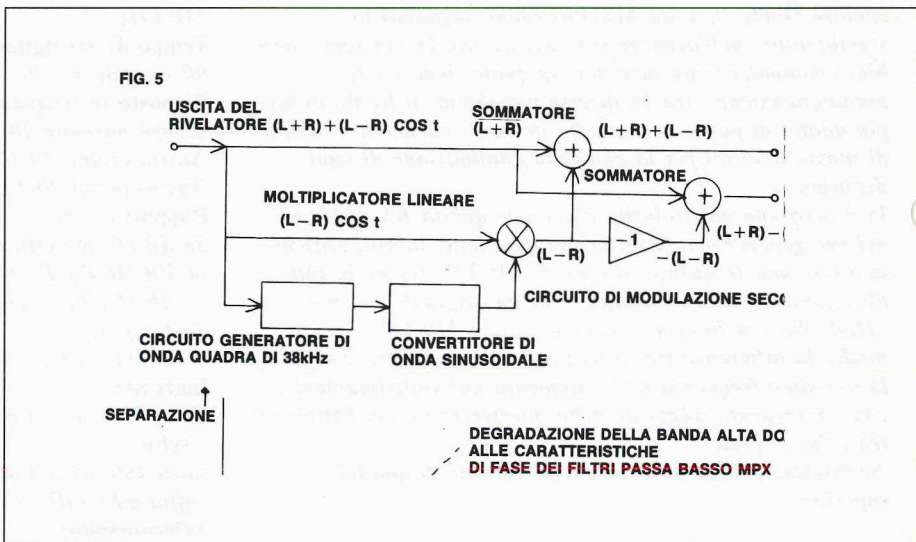 FIG. 5
USCITA DEL
RIVELATORE (L+R)+(L−R) COS t
SOMMATORE
(L+R)
(L+R)+(L−R)
SOMMATORE
MOLTIPLICATORE LINEARE
(L−R) COS t
(L−R)
1
−(L−R)
(L+R)−
CIRCUITO DI MODULAZIONE
CIRCUITO GENERATORE DI
ONDA QUADRA DI 38kHz
CONVERTITORE DI
ONDA SINUSOIDALE
SEPARAZIONE
DEGRADAZIONE DELLA BANDA ALTA
ALLE CARATTERISTICHE
DI FASE DEI FILTRI PASSA BASSO MPX